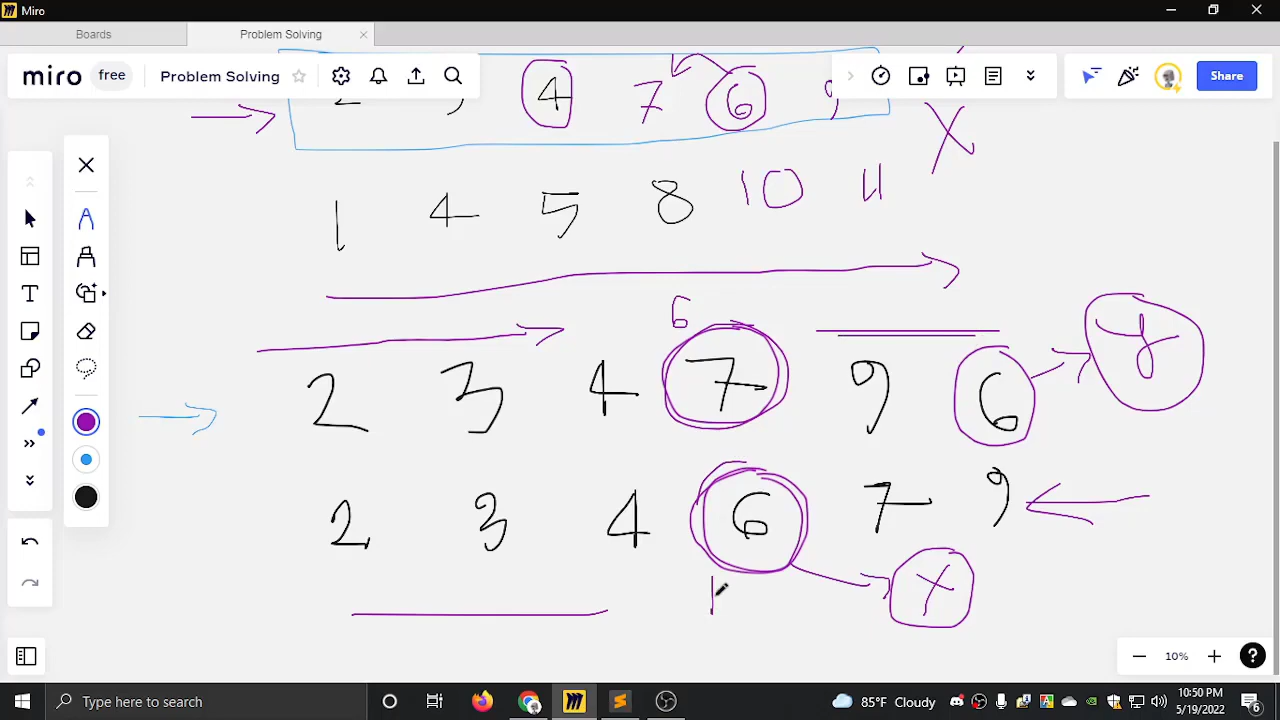 Miro
Boards
Problem Solving
miro
free
Problem Solving
Share
4 7 6
X
1 4 5 8 10 11
6
2 3 4 7 9 6
y
2 3 4 6 7 9
x
T
10%
Type here to search
85°F Cloudy
10:50 PM
5/19/2022
6